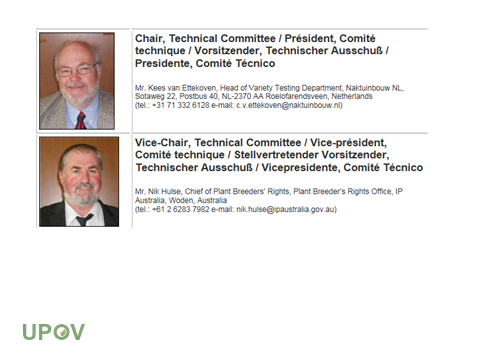 Chair, Technical Committee / Président, Comité
technique / Vorsitzender, Technischer Ausschuß /
Presidente, Comité Técnico
Mr. Kees van Ettekoven, Head of Variety Testing Department, Naktuinbouw NL,
Sotaweg 22, Postbus 40, NL-2370 AA Roelofarendsveen, Netherlands
(tel.: +31 71 332 6128 e-mail: c.v.ettekoven@naktuinbouw.nl)
Vice-Chair, Technical Committee / Vice-président,
Comité technique / Stellvertretender Vorsitzender,
Technischer Ausschuß / Vicepresidente, Comité Técnico
Mr. Nik Hulse, Chief of Plant Breeders' Rights, Plant Breeder's Rights Office, IP
Australia, Woden, Australia
(tel.: +61 2 6283 7982 e-mail: nik.hulse@ipaustralia.gov.au)
UPOV